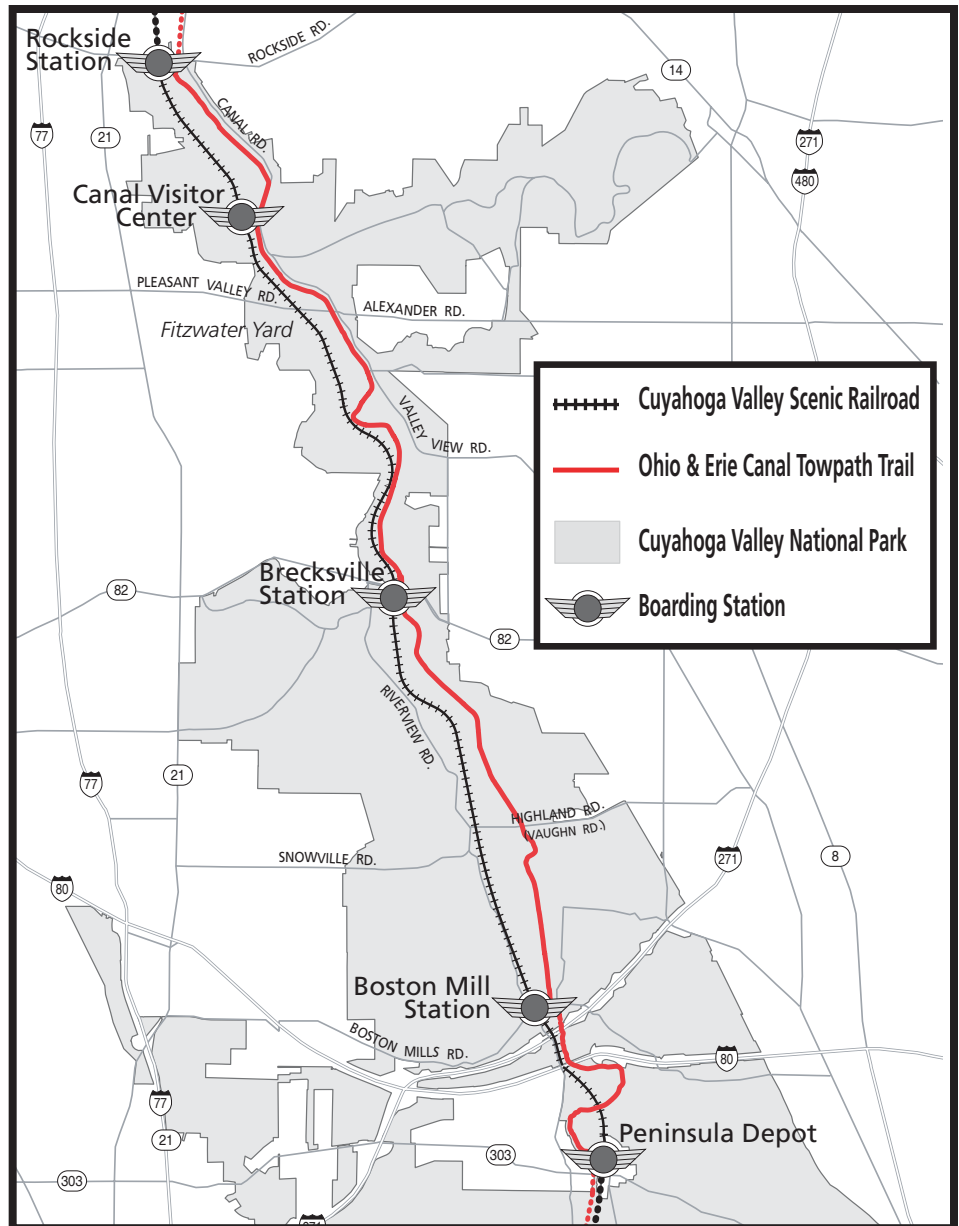 Rockside
Station
ROCKSIDE RD.
14
77
21
CANAL RD.
271
480
Canal Visitor
Center
PLEASANT VALLEY RD.
ALEXANDER RD.
Fitzwater Yard
VALLEY VIEW RD.
Cuyahoga Valley Scenic Railroad
Ohio & Erie Canal Towpath Trail
Cuyahoga Valley National Park
Boarding Station
Brecksville
Station
82
82
RIVERVIEW RD.
77
21
HIGHLAND RD.
(VAUGHN RD.)
SNOWVILLE RD.
271
8
80
Boston Mill
Station
BOSTON MILLS RD.
80
77
21
Peninsula Depot
303
303
271